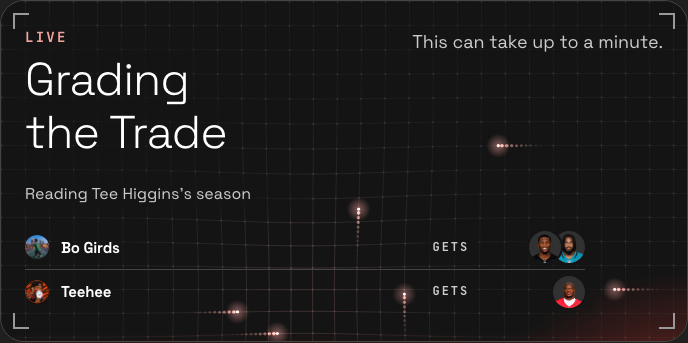 LIVE
This can take up to a minute.
Grading
the Trade
Reading Tee Higgins's season
Bo Girds GETS
Teehee GETS